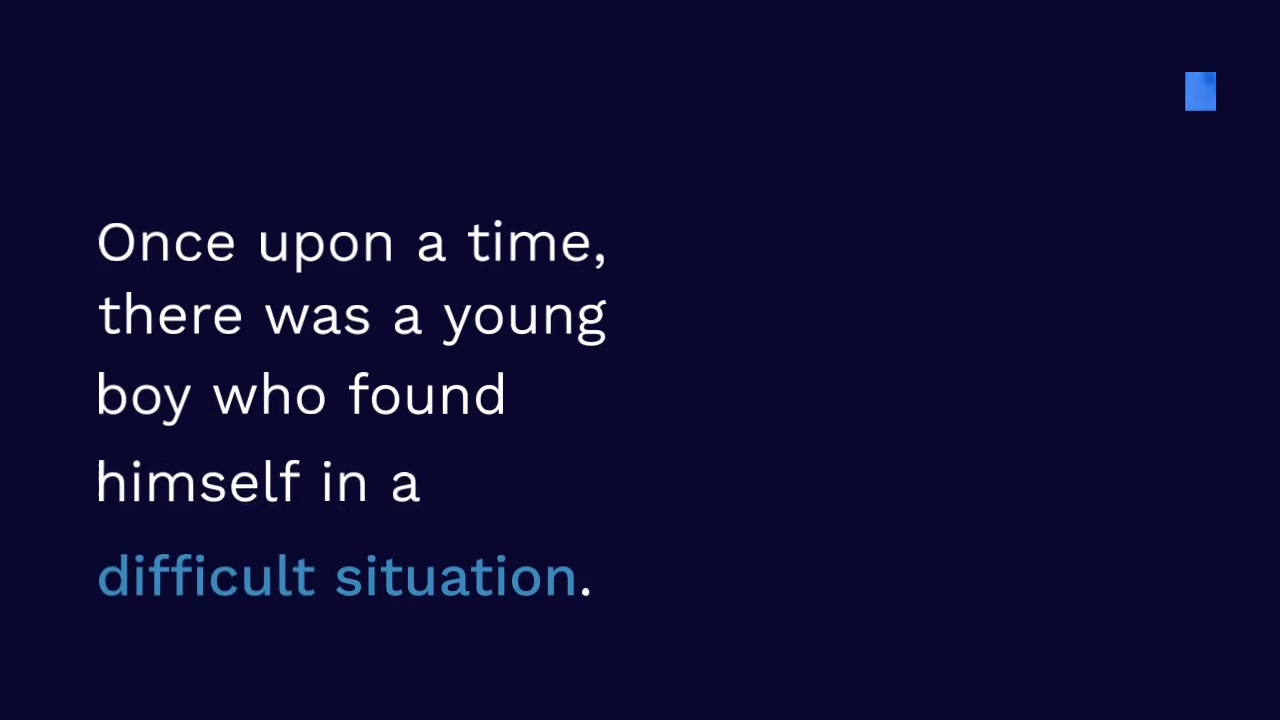 Once upon a time,
there was a young
boy who found
himself in a
difficult situation.